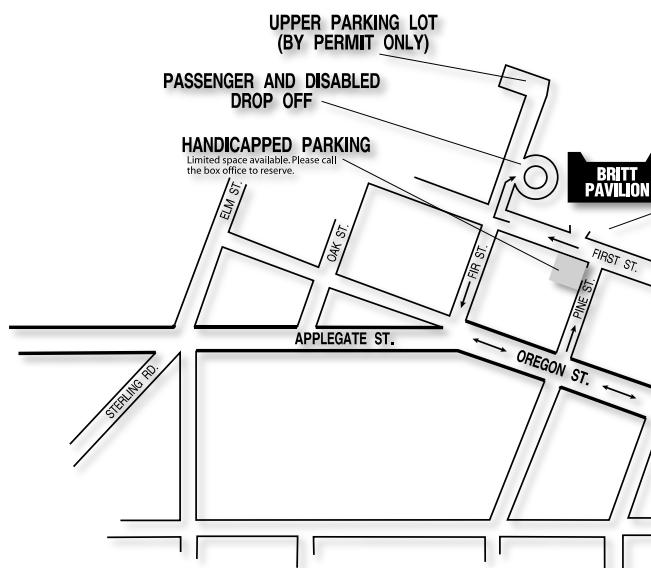 UPPER PARKING LOT
(BY PERMIT ONLY)
PASSENGER AND DISABLED
DROP OFF
HANDICAPPED PARKING
Limited space available. Please call
the box office to reserve.
BRITT
PAVILION
ELM ST.
OAK ST.
FIR ST.
FIRST ST.
PINE ST.
APPLEGATE ST.
OREGON ST.
STERLING RD.